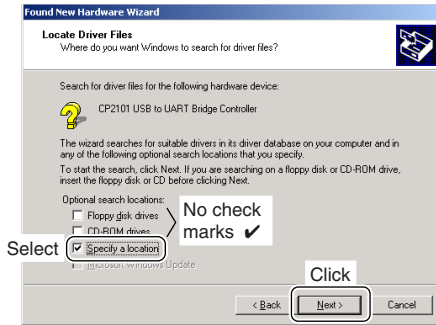 Found New Hardware Wizard
Locate Driver Files
Where do you want Windows to search for driver files?
Search for driver files for the following hardware device:
CP2101 USB to UART Bridge Controller
The wizard searches for suitable drivers in its driver database on your computer and in
any of the following optional search locations that you specify.
To start the search, click Next. If you are searching on a floppy disk or CD-ROM drive,
insert the floppy disk or CD before clicking Next.
Optional search locations:
Floppy disk drives
CD-ROM drives
No check
marks ✔
Select
Specify a location
Microsoft Windows Update
Click
< Back
Next >
Cancel